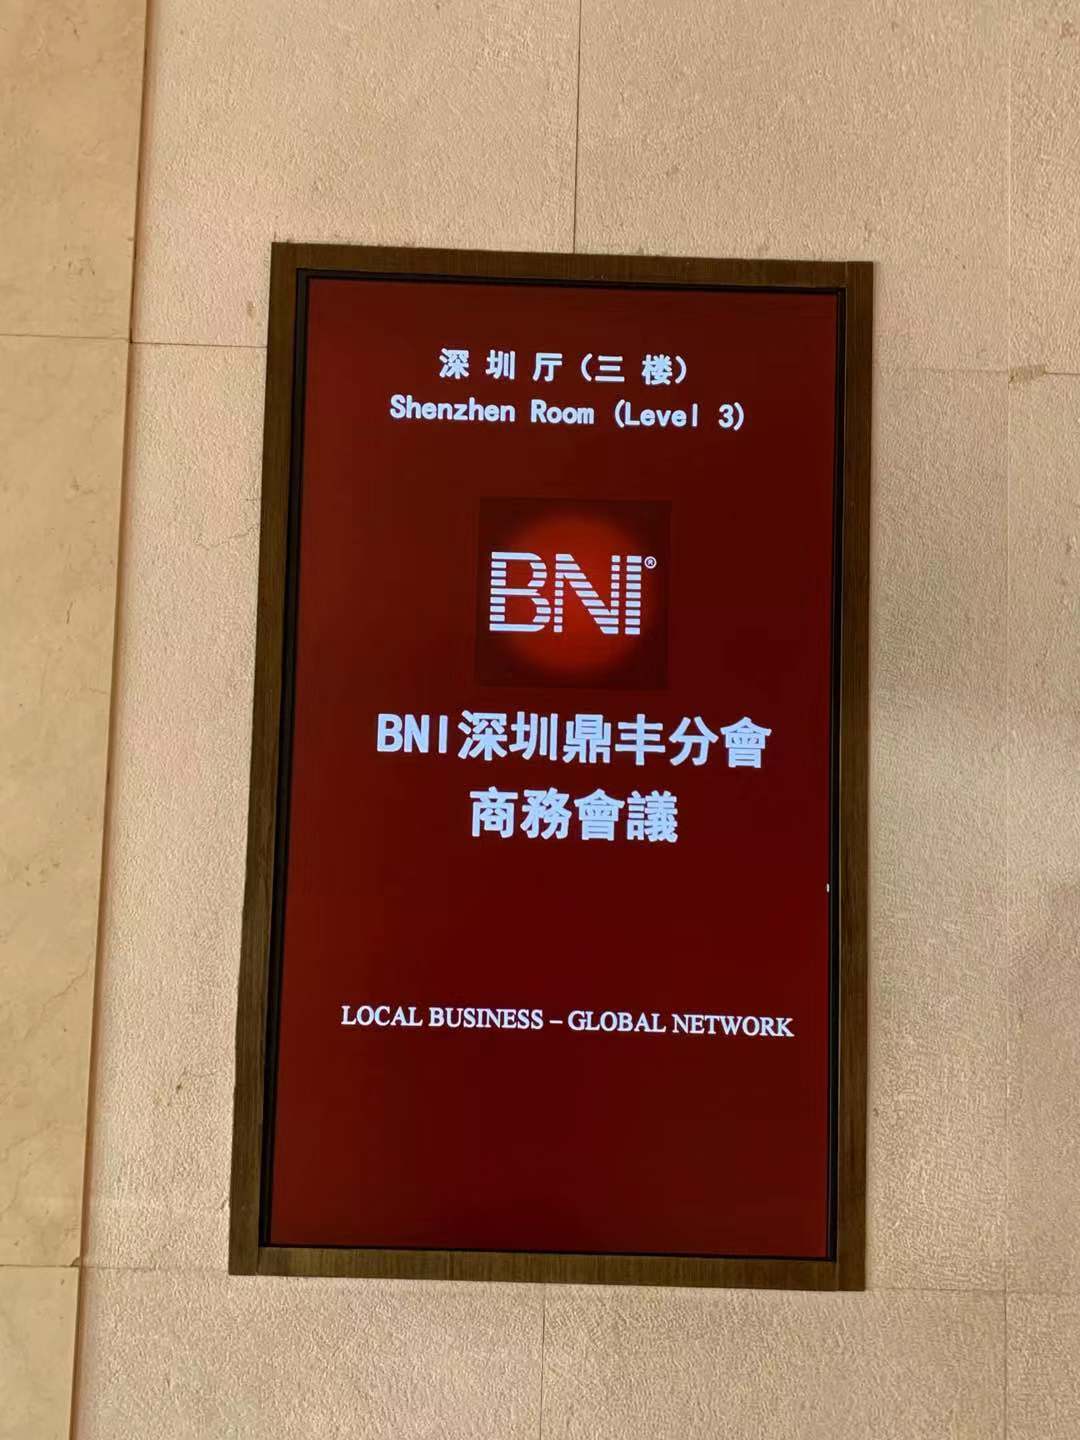 深圳厅(三楼)
Shenzhen Room (Level 3)
BNI®
BNI深圳鼎丰分會
商務會議
LOCAL BUSINESS – GLOBAL NETWORK